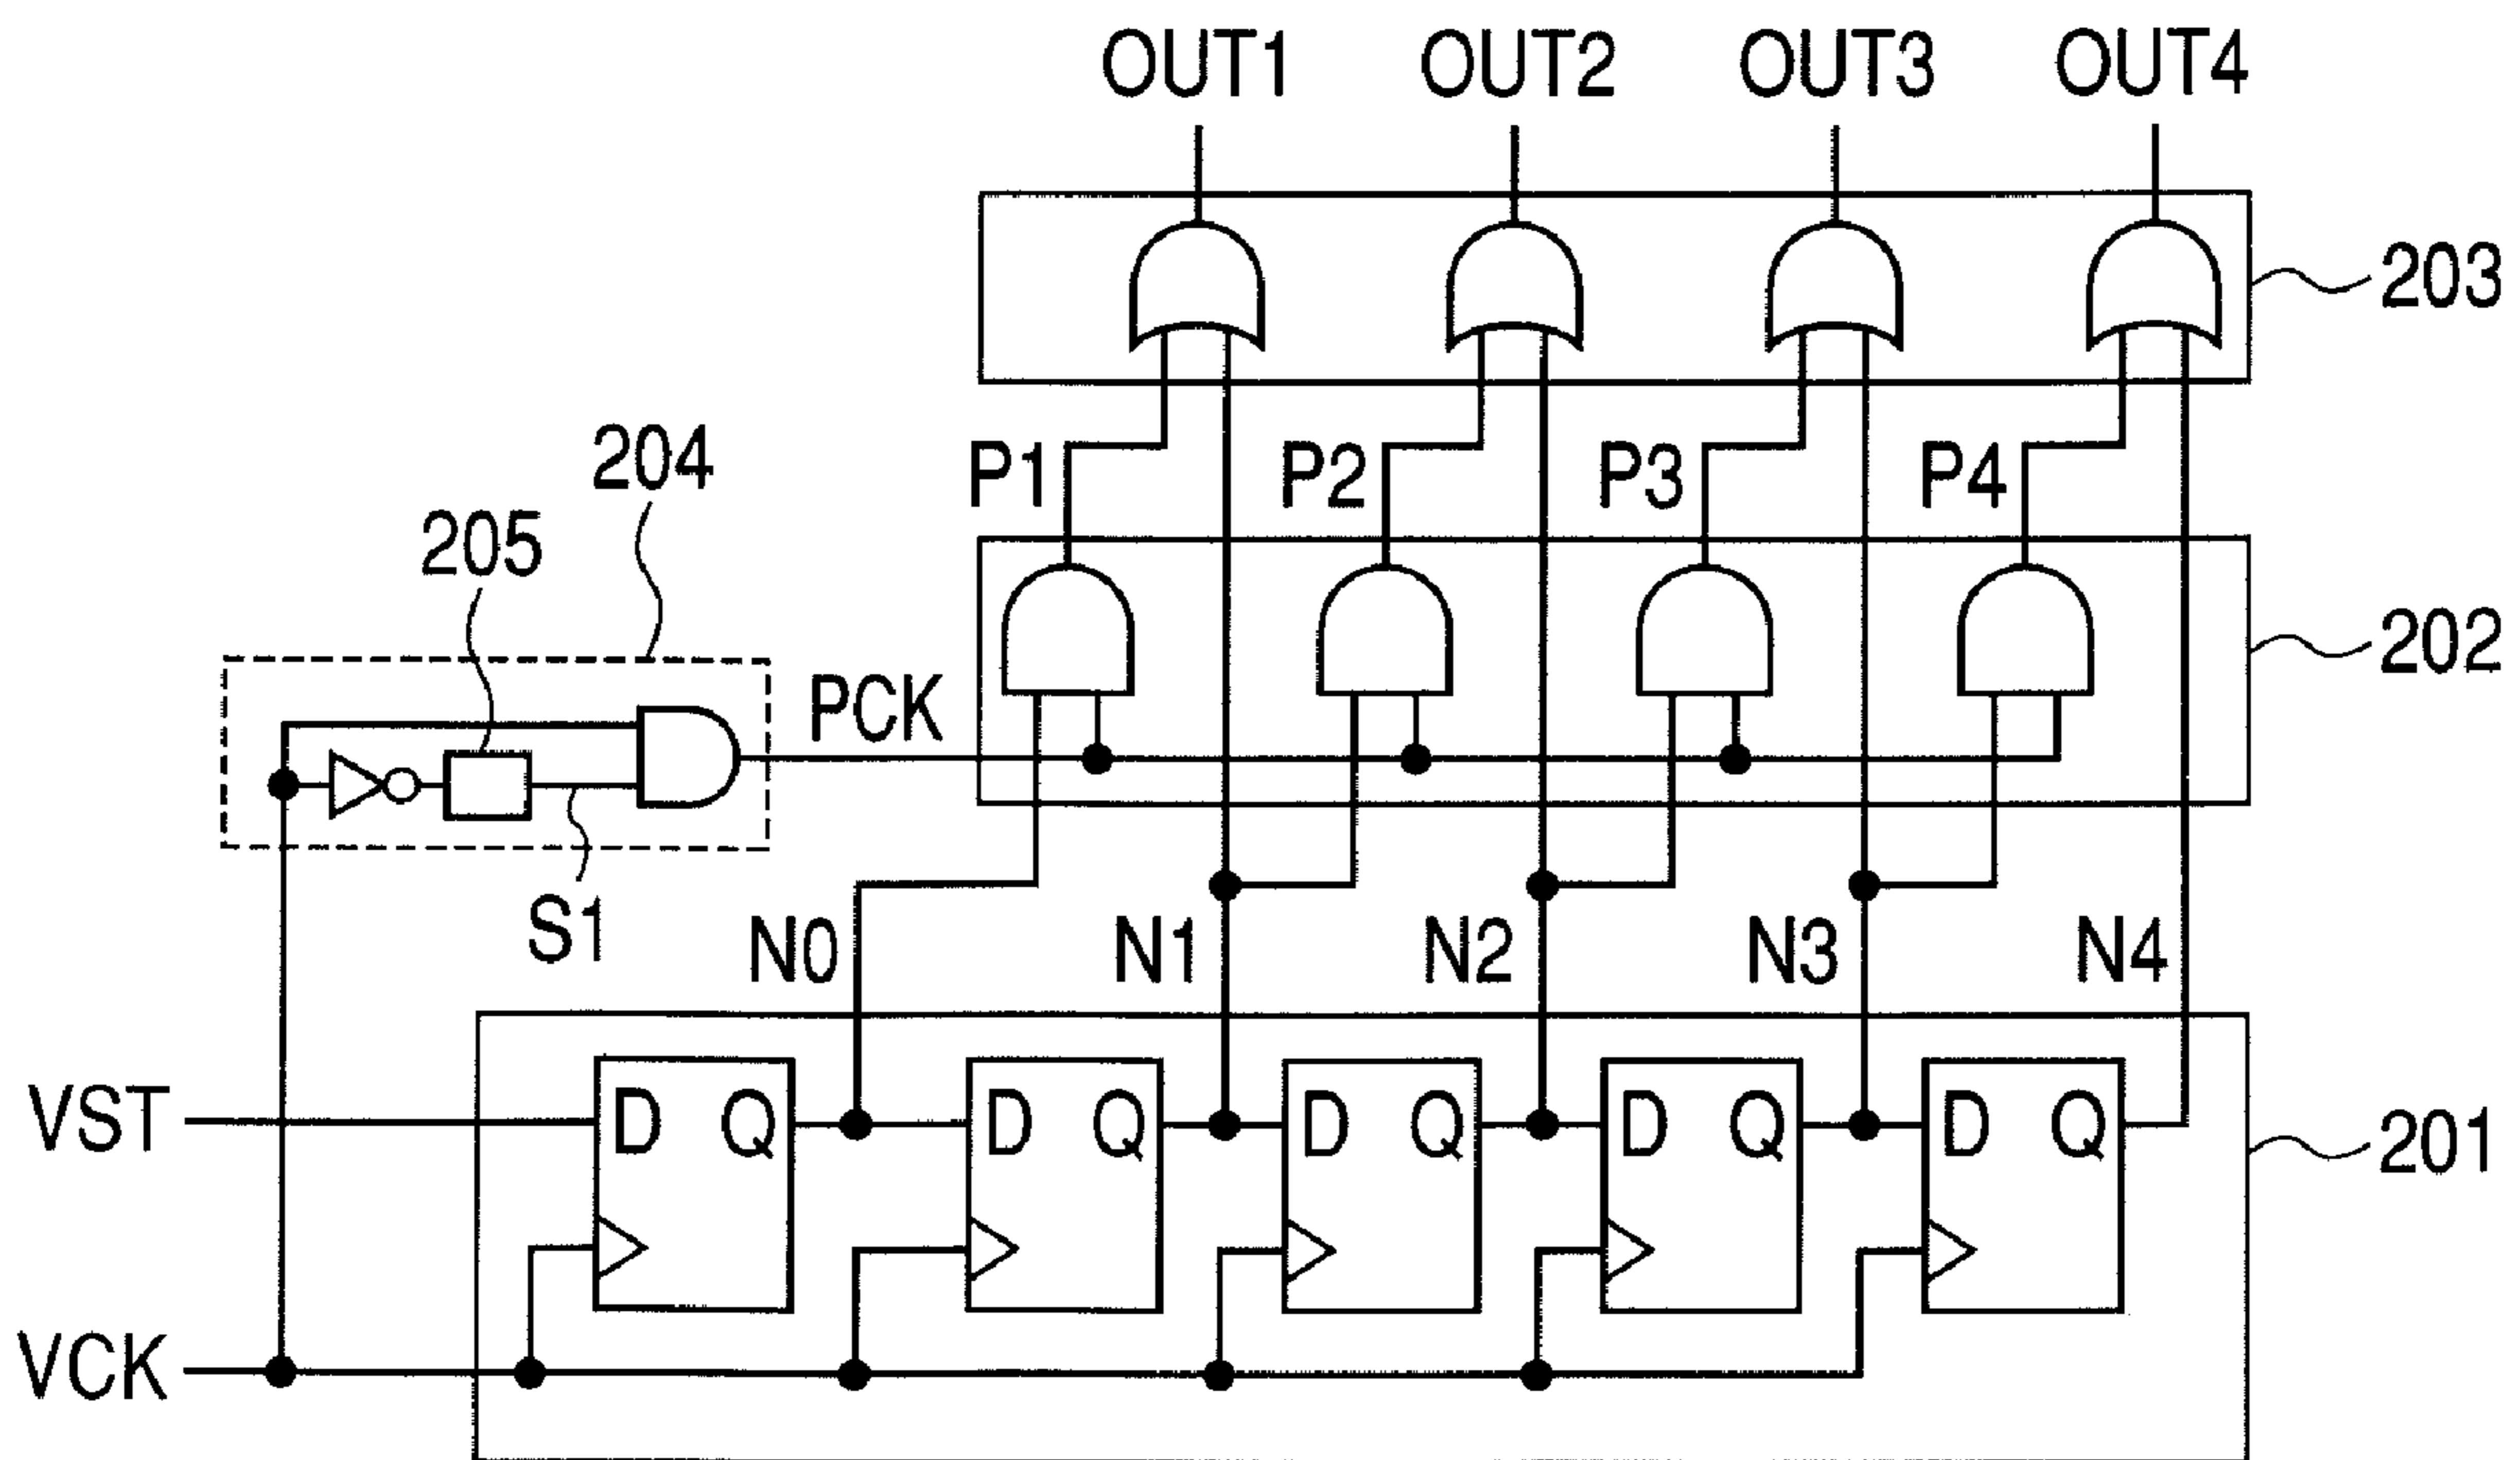 OUT1 OUT2 OUT3 OUT4
203
204
P1 P2 P3 P4
205
202
PCK
S1
N0 N1 N2 N3 N4
VST
D Q D Q D Q D Q D Q
201
VCK